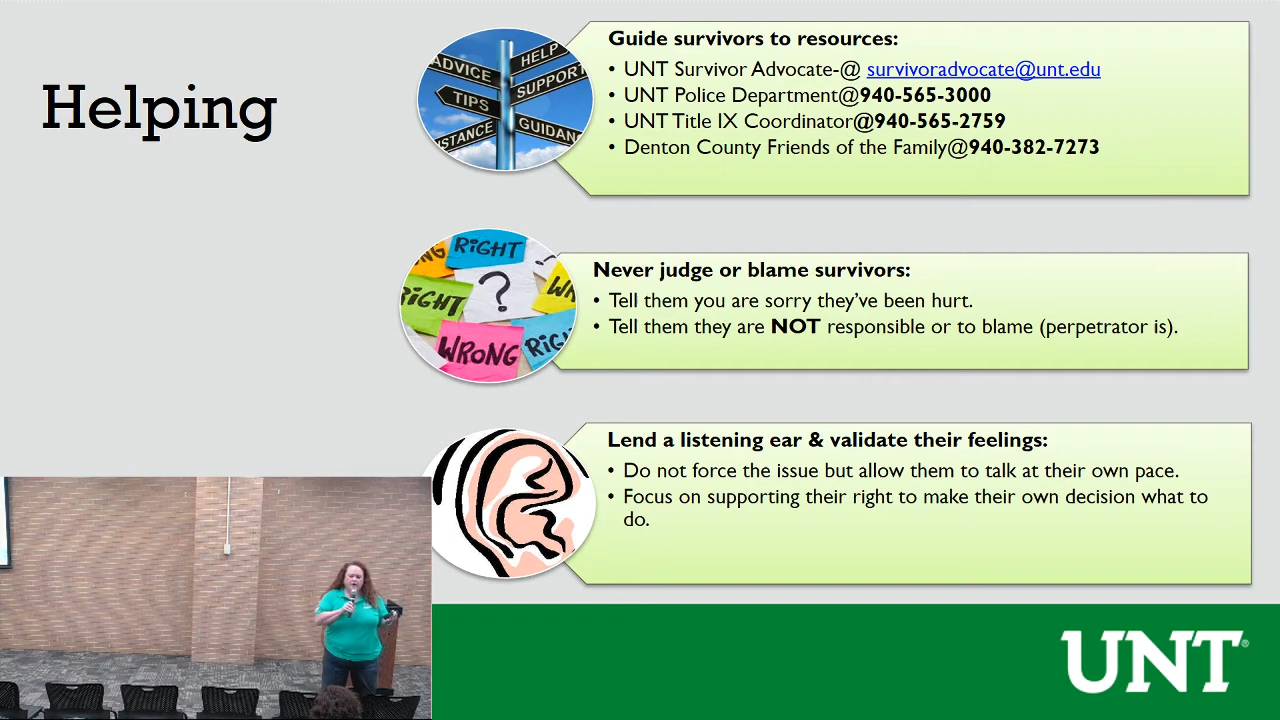 Helping
ADVICE
HELP
SUPPORT
TIPS
STANCE
GUIDAN
Guide survivors to resources:
• UNT Survivor Advocate-@ survivoradvocate@unt.edu
• UNT Police Department@940-565-3000
• UNT Title IX Coordinator@940-565-2759
• Denton County Friends of the Family@940-382-7273
NG
RiGHT
?
RiGHT
WR
WRONG
RiG
Never judge or blame survivors:
• Tell them you are sorry they’ve been hurt.
• Tell them they are NOT responsible or to blame (perpetrator is).
Lend a listening ear & validate their feelings:
• Do not force the issue but allow them to talk at their own pace.
• Focus on supporting their right to make their own decision what to
do.
UNT®